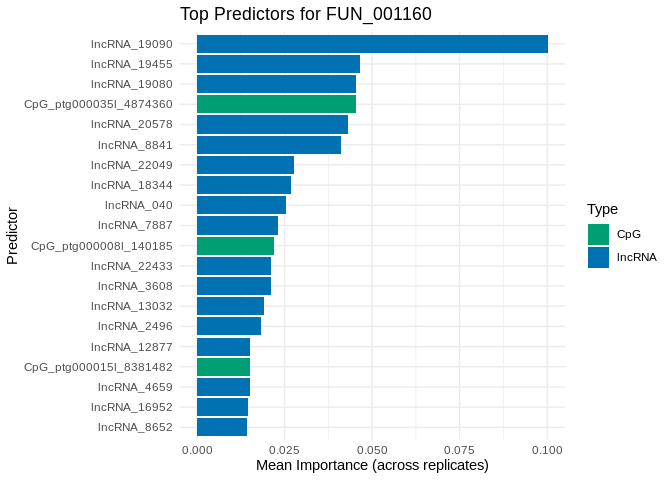 Top Predictors for FUN_001160
lncRNA_19090
lncRNA_19455
lncRNA_19080
CpG_ptg000035l_4874360
lncRNA_20578
lncRNA_8841
lncRNA_22049
lncRNA_18344
lncRNA_040
lncRNA_7887
CpG_ptg000008l_140185
lncRNA_22433
lncRNA_3608
lncRNA_13032
lncRNA_2496
lncRNA_12877
CpG_ptg000015l_8381482
lncRNA_4659
lncRNA_16952
lncRNA_8652
Predictor
0.000 0.025 0.050 0.075 0.100
Mean Importance (across replicates)
Type
CpG
lncRNA